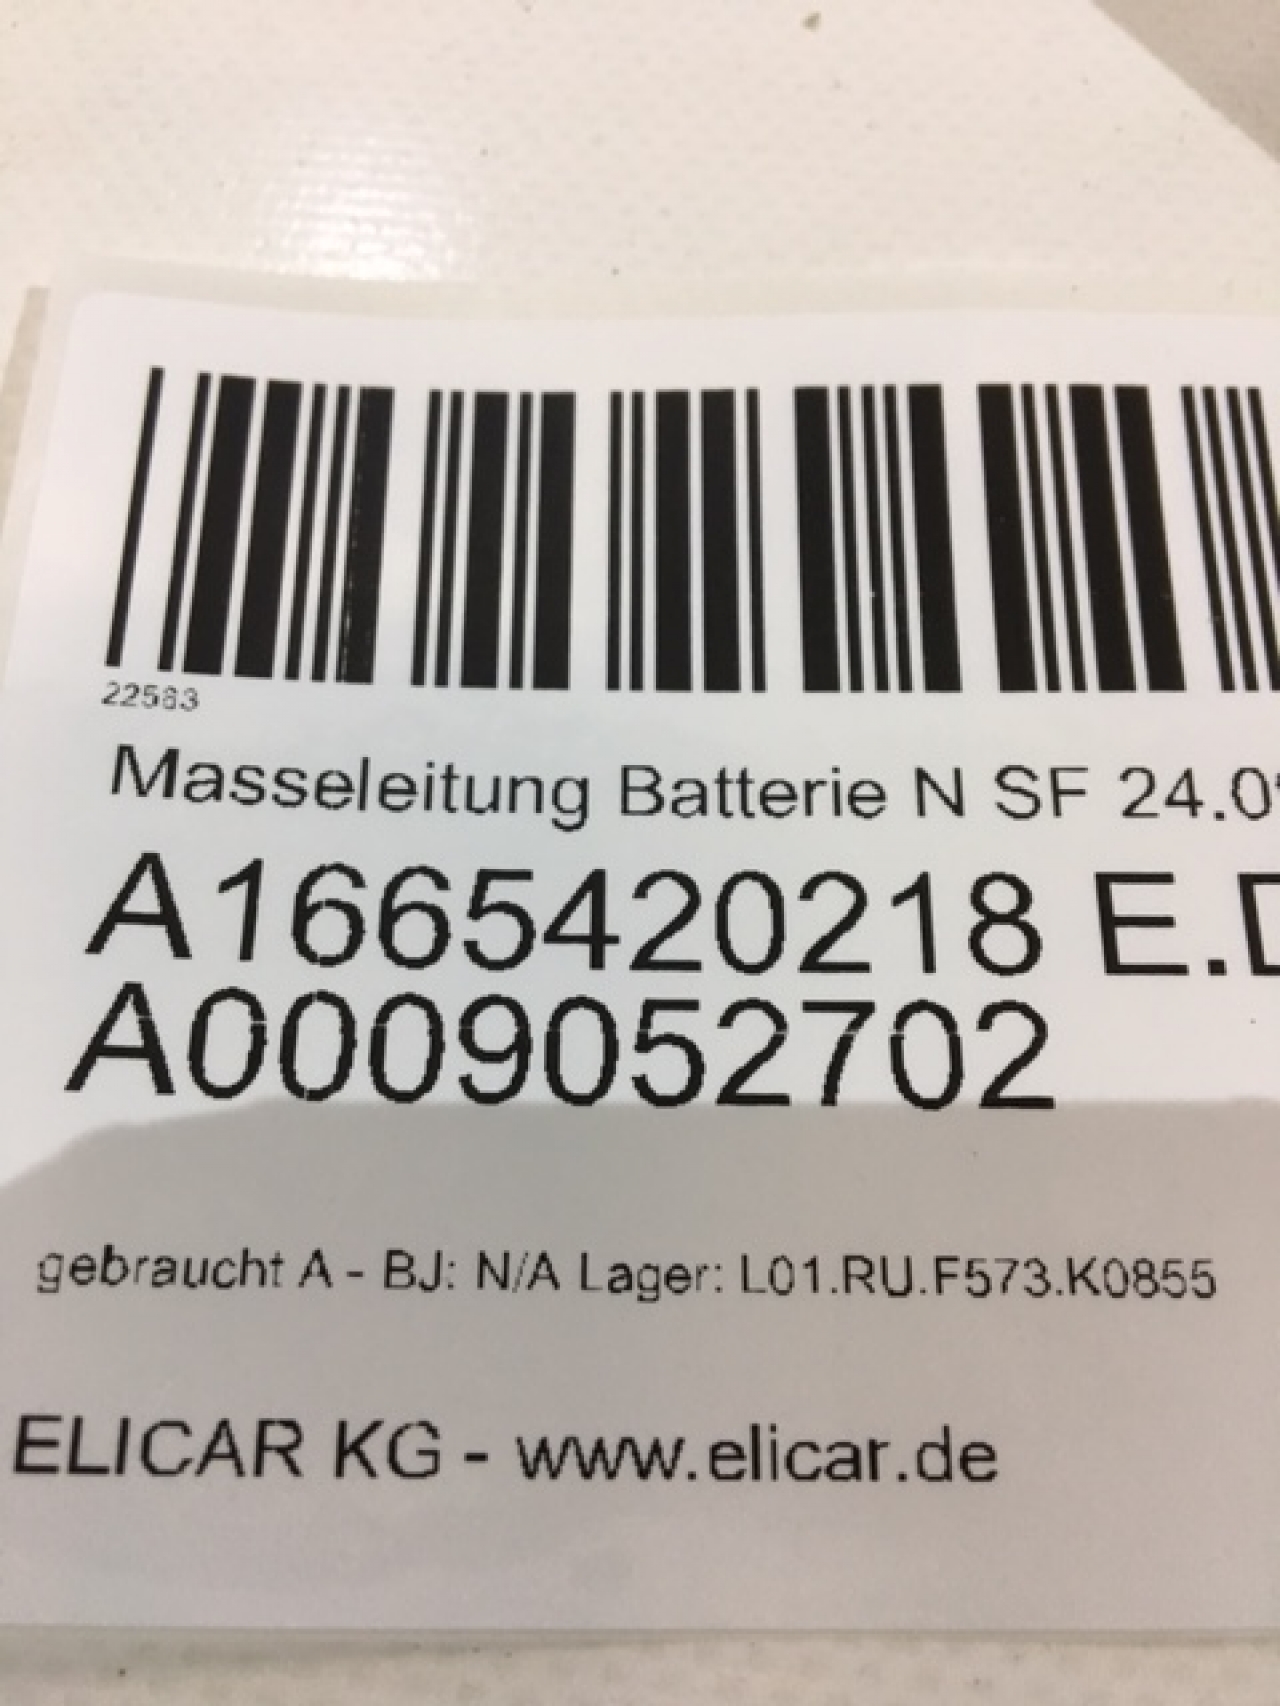 22563
Masseleitung Batterie N SF 24.0
A1665420218 E.D
A0009052702
gebraucht A - BJ: N/A Lager: L01.RU.F573.K0855
ELICAR KG - www.elicar.de